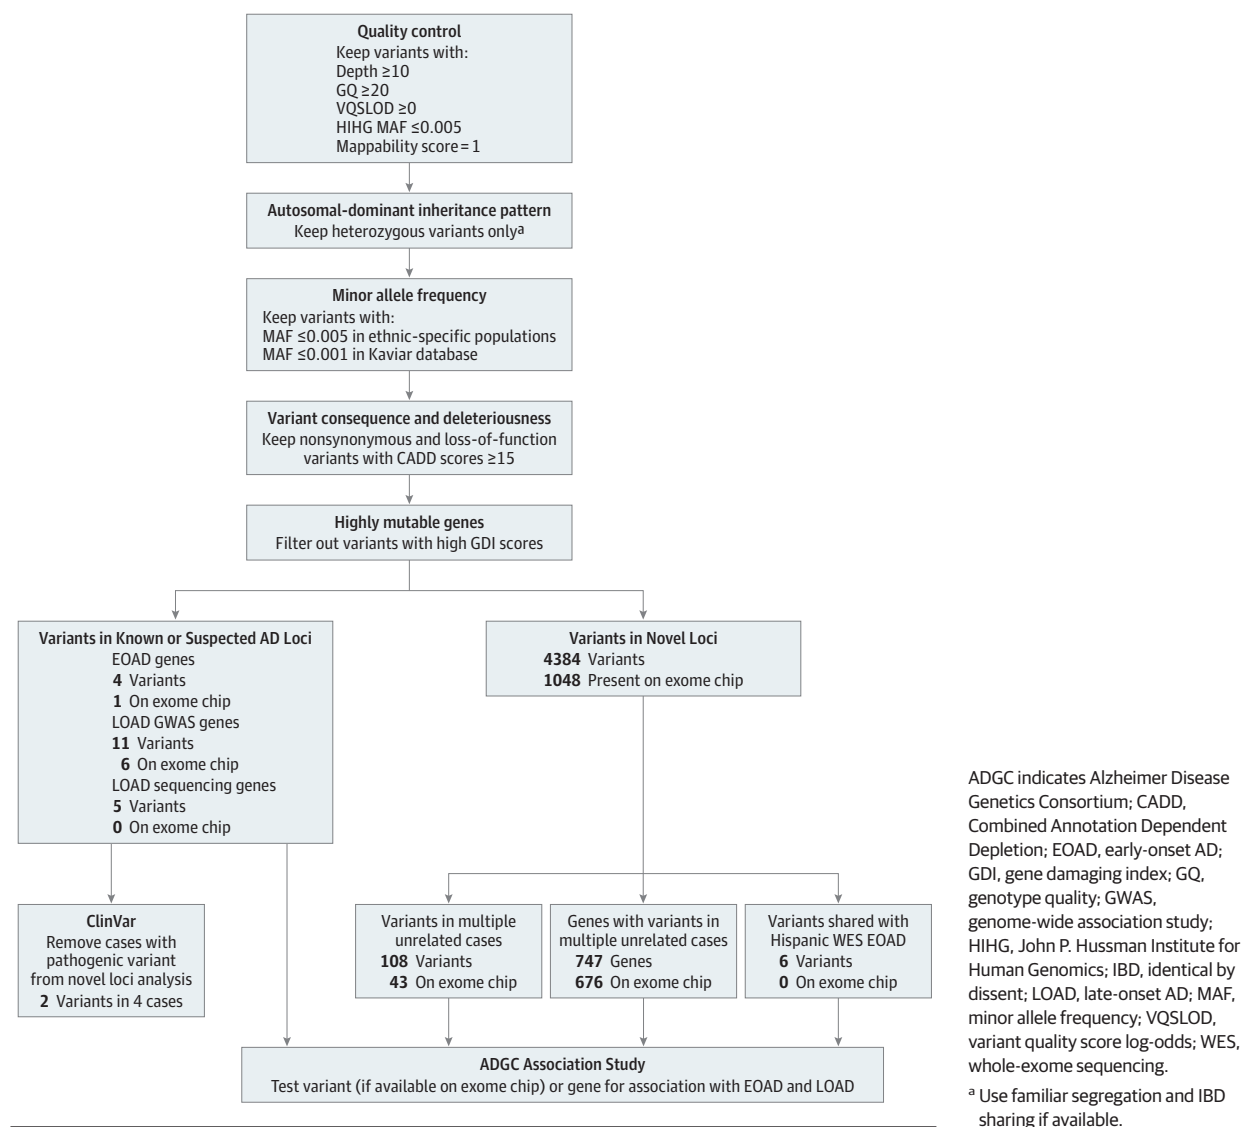 Quality control
Keep variants with:
Depth ≥10
GQ ≥20
VQSLOD ≥0
HIHG MAF ≤0.005
Mappability score = 1
Autosomal-dominant inheritance pattern
Keep heterozygous variants onlyᵃ
Minor allele frequency
Keep variants with:
MAF ≤0.005 in ethnic-specific populations
MAF ≤0.001 in Kaviar database
Variant consequence and deleteriousness
Keep nonsynonymous and loss-of-function
variants with CADD scores ≥15
Highly mutable genes
Filter out variants with high GDI scores
Variants in Known or Suspected AD Loci
EOAD genes
4 Variants
1 On exome chip
LOAD GWAS genes
11 Variants
6 On exome chip
LOAD sequencing genes
5 Variants
0 On exome chip
Variants in Novel Loci
4384 Variants
1048 Present on exome chip
ClinVar
Remove cases with
pathogenic variant
from novel loci analysis
2 Variants in 4 cases
Variants in multiple
unrelated cases
108 Variants
43 On exome chip
Genes with variants in
multiple unrelated cases
747 Genes
676 On exome chip
Variants shared with
Hispanic WES EOAD
6 Variants
0 On exome chip
ADGC Association Study
Test variant (if available on exome chip) or gene for association with EOAD and LOAD
ADGC indicates Alzheimer Disease
Genetics Consortium; CADD,
Combined Annotation Dependent
Depletion; EOAD, early-onset AD;
GDI, gene damaging index; GQ,
genotype quality; GWAS,
genome-wide association study;
HIHG, John P. Hussman Institute for
Human Genomics; IBD, identical by
dissent; LOAD, late-onset AD; MAF,
minor allele frequency; VQSLOD,
variant quality score log-odds; WES,
whole-exome sequencing.
ᵃ Use familiar segregation and IBD
sharing if available.